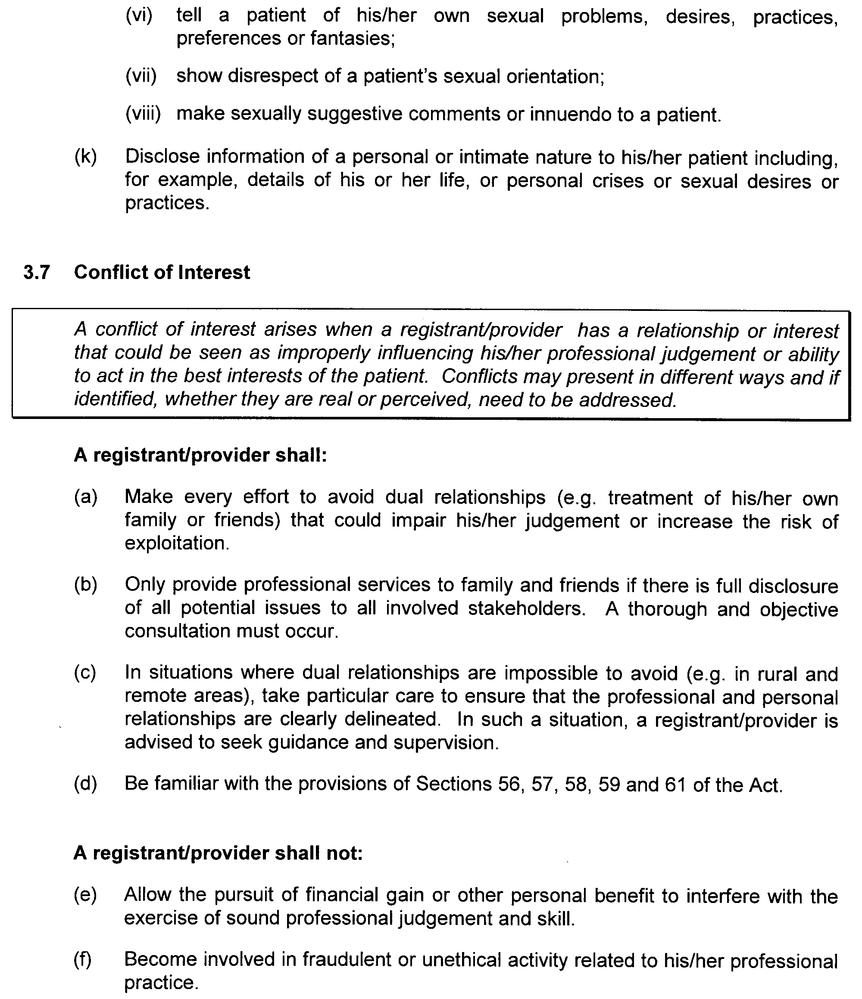 (vi) tell a patient of his/her own sexual problems, desires, practices,
preferences or fantasies;
(vii) show disrespect of a patient's sexual orientation;
(viii) make sexually suggestive comments or innuendo to a patient.
(k) Disclose information of a personal or intimate nature to his/her patient including,
for example, details of his or her life, or personal crises or sexual desires or
practices.
3.7 Conflict of Interest
A conflict of interest arises when a registrant/provider has a relationship or interest
that could be seen as improperly influencing his/her professional judgement or ability
to act in the best interests of the patient. Conflicts may present in different ways and if
identified, whether they are real or perceived, need to be addressed.
A registrant/provider shall:
(a) Make every effort to avoid dual relationships (e.g. treatment of his/her own
family or friends) that could impair his/her judgement or increase the risk of
exploitation.
(b) Only provide professional services to family and friends if there is full disclosure
of all potential issues to all involved stakeholders. A thorough and objective
consultation must occur.
(c) In situations where dual relationships are impossible to avoid (e.g. in rural and
remote areas), take particular care to ensure that the professional and personal
relationships are clearly delineated. In such a situation, a registrant/provider is
advised to seek guidance and supervision.
(d) Be familiar with the provisions of Sections 56, 57, 58, 59 and 61 of the Act.
A registrant/provider shall not:
(e) Allow the pursuit of financial gain or other personal benefit to interfere with the
exercise of sound professional judgement and skill.
(f) Become involved in fraudulent or unethical activity related to his/her professional
practice.